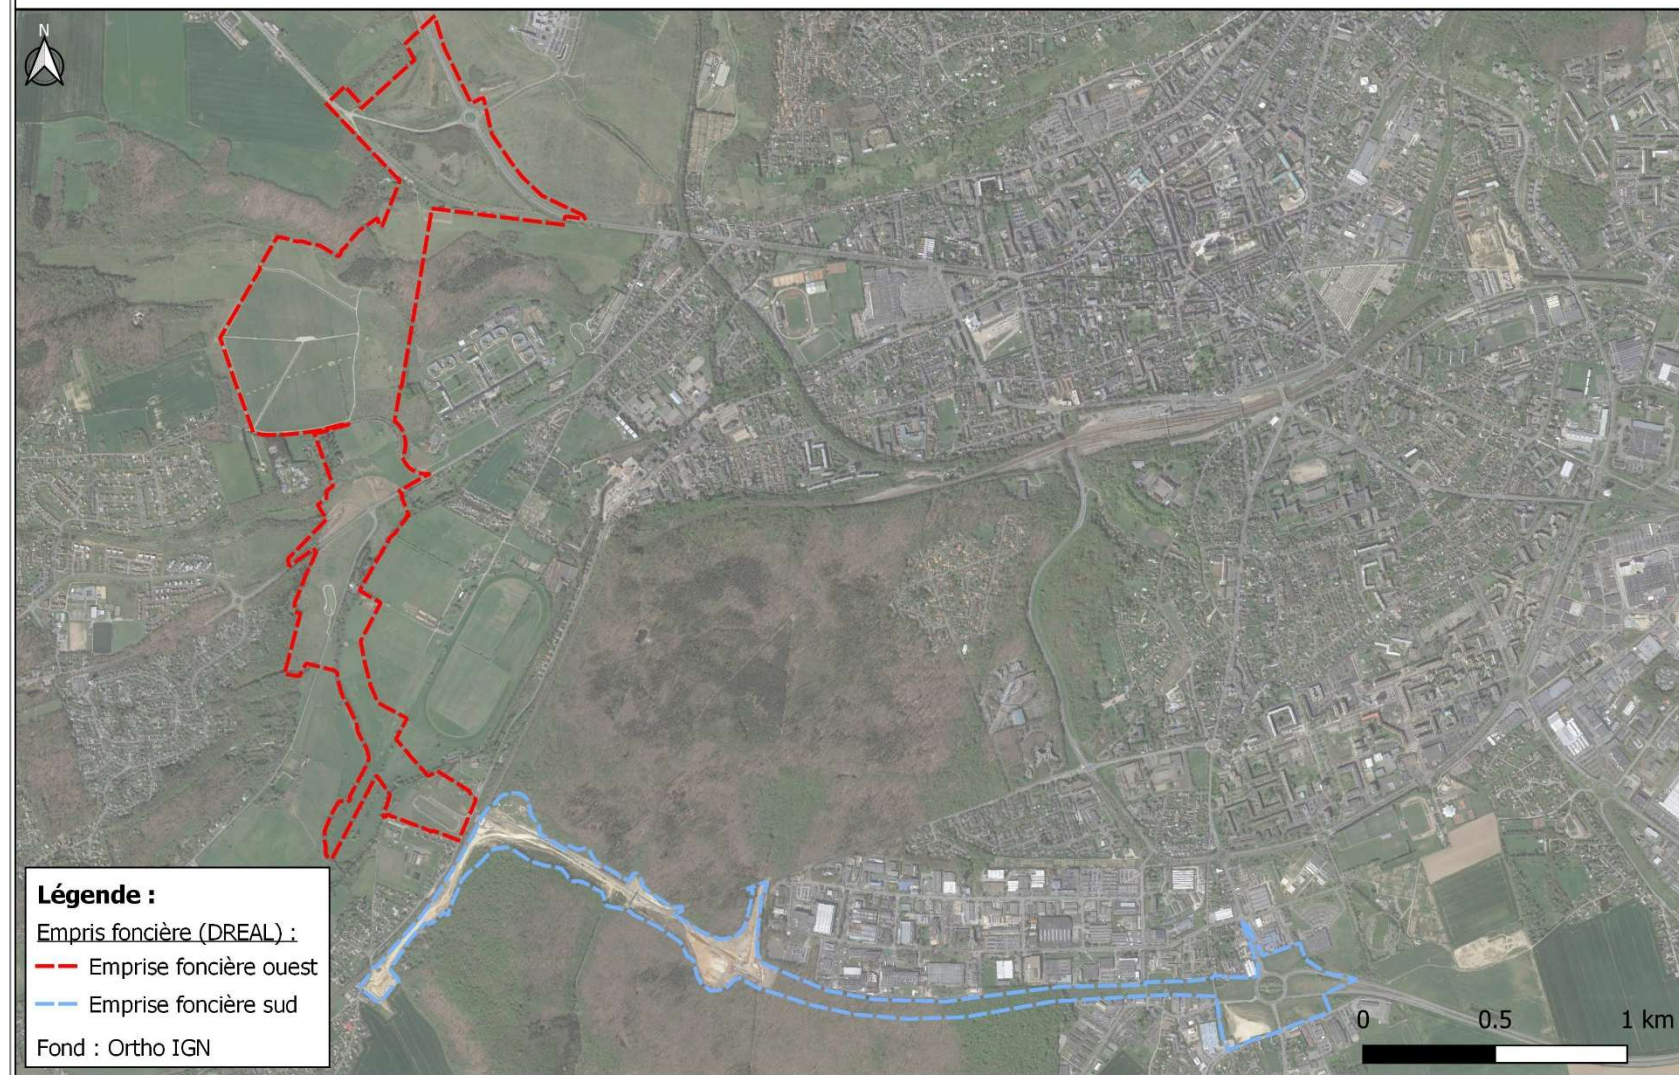 N
Légende :
Empris foncière (DREAL) :
Emprise foncière ouest
Emprise foncière sud
Fond : Ortho IGN
0 0.5 1 km